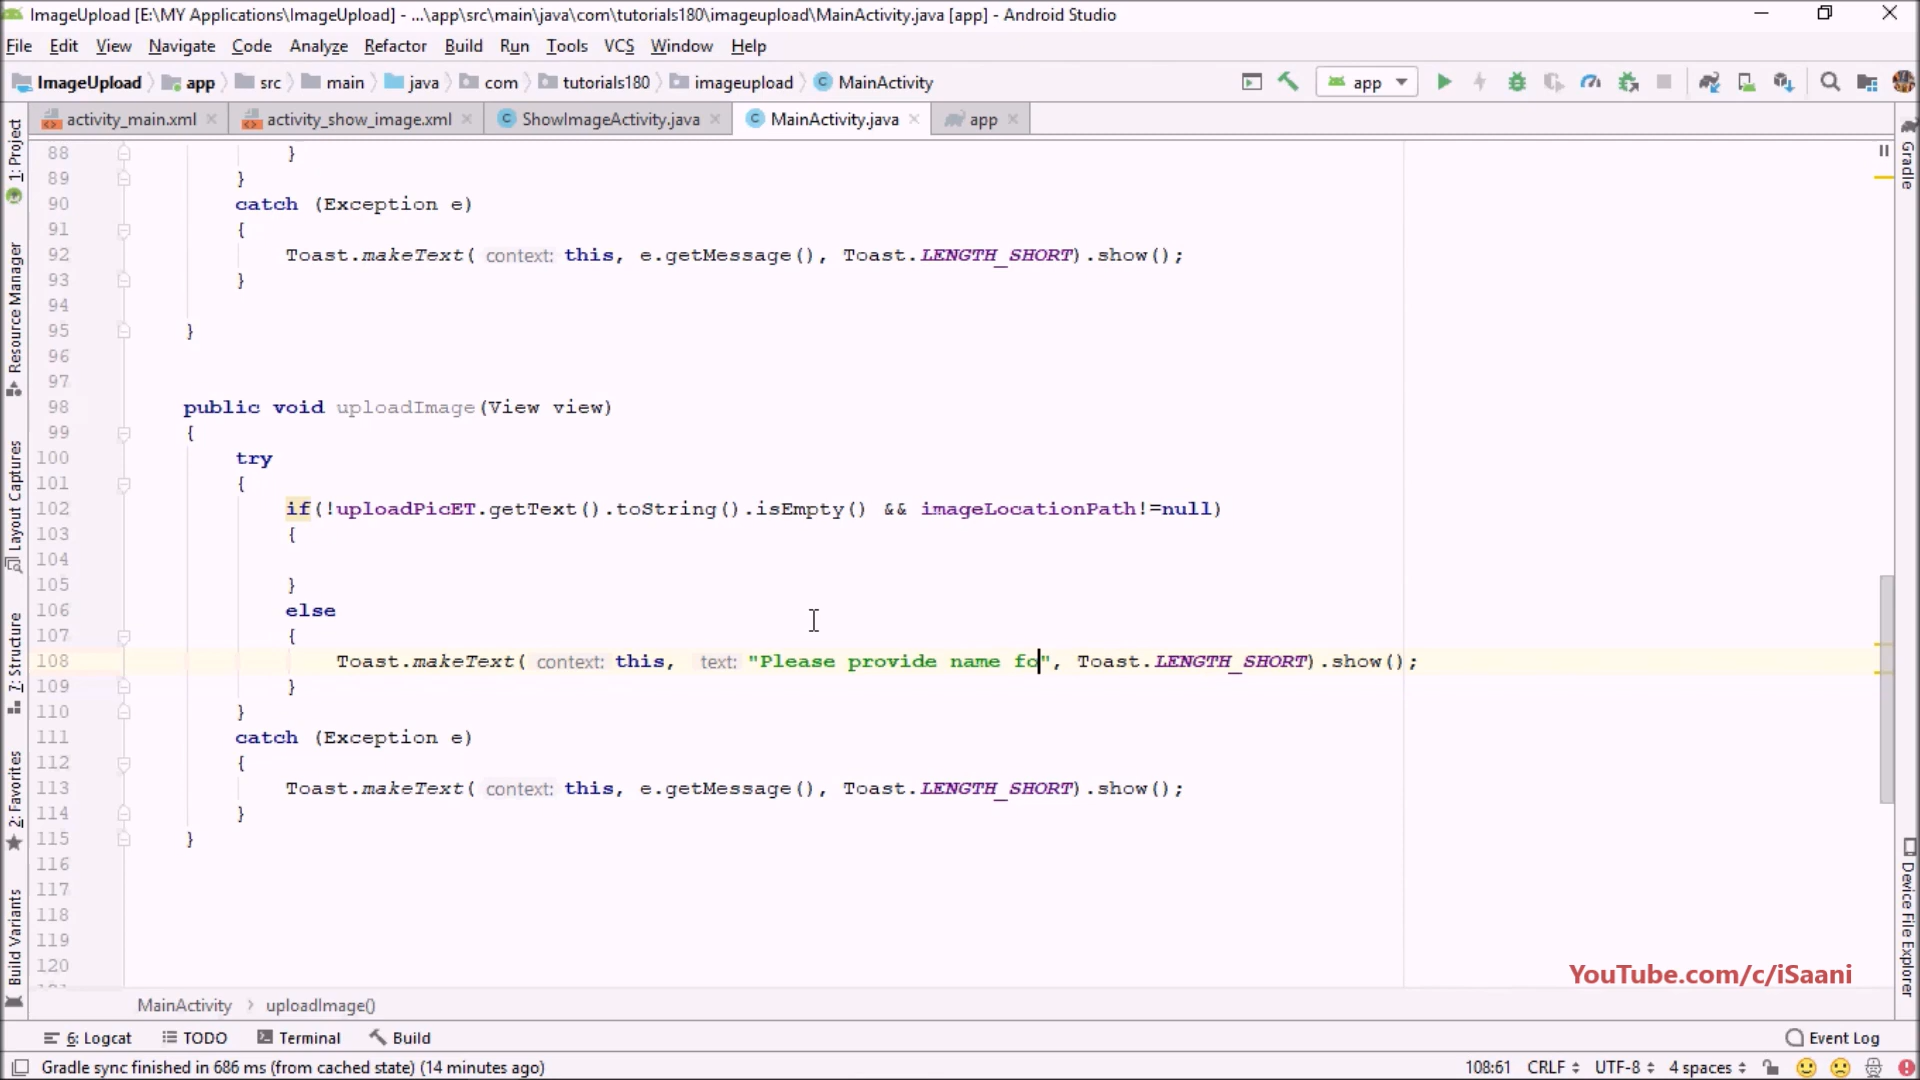 ImageUpload [E:\MY Applications\ImageUpload] - ...\app\src\main\java\com\tutorials180\imageupload\MainActivity.java [app] - Android Studio
File Edit View Navigate Code Analyze Refactor Build Run Tools VCS Window Help
ImageUpload app src main java com tutorials180 imageupload MainActivity app
activity_main.xml activity_show_image.xml ShowImageActivity.java MainActivity.java app
1: Project
Resource Manager
Layout Captures
7: Structure
2: Favorites
Build Variants
88 }
89 }
90 catch (Exception e)
91 {
92 Toast.makeText( context: this, e.getMessage(), Toast.LENGTH_SHORT).show();
93 }
94
95 }
96
97
98 public void uploadImage(View view)
99 {
100 try
101 {
102 if(!uploadPicET.getText().toString().isEmpty() && imageLocationPath!=null)
103 {
104
105 }
106 else
107 {
108 Toast.makeText( context: this, text: "Please provide name fo", Toast.LENGTH_SHORT).show();
109 }
110 }
111 catch (Exception e)
112 {
113 Toast.makeText( context: this, e.getMessage(), Toast.LENGTH_SHORT).show();
114 }
115 }
116
117
118
119
120
Gradle
Device File Explorer
YouTube.com/c/iSaani
MainActivity uploadImage()
6: Logcat TODO Terminal Build Event Log
Gradle sync finished in 686 ms (from cached state) (14 minutes ago) 108:61 CRLF UTF-8 4 spaces